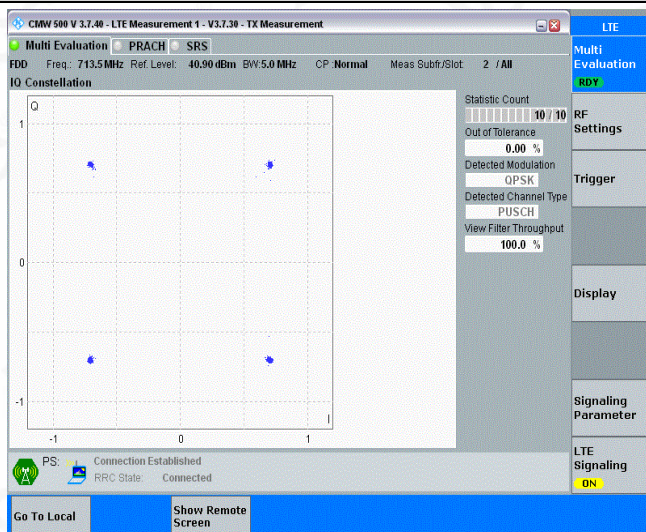 CMW 500 V 3.7.40 - LTE Measurement 1 - V3.7.30 - TX Measurement
LTE
Multi Evaluation PRACH SRS
FDD Freq.: 713.5 MHz Ref. Level: 40.90 dBm BW: 5.0 MHz CP : Normal Meas Subfr./Slot: 2 / All
IQ Constellation
Q
1
0
-1
-1 0 1
I
Statistic Count
10 / 10
Out of Tolerance
0.00 %
Detected Modulation
QPSK
Detected Channel Type
PUSCH
View Filter Throughput
100.0 %
Multi
Evaluation
RDY
RF
Settings
Trigger
Display
Signaling
Parameter
LTE
Signaling
ON
PS: Connection Established
RRC State: Connected
Go To Local
Show Remote
Screen